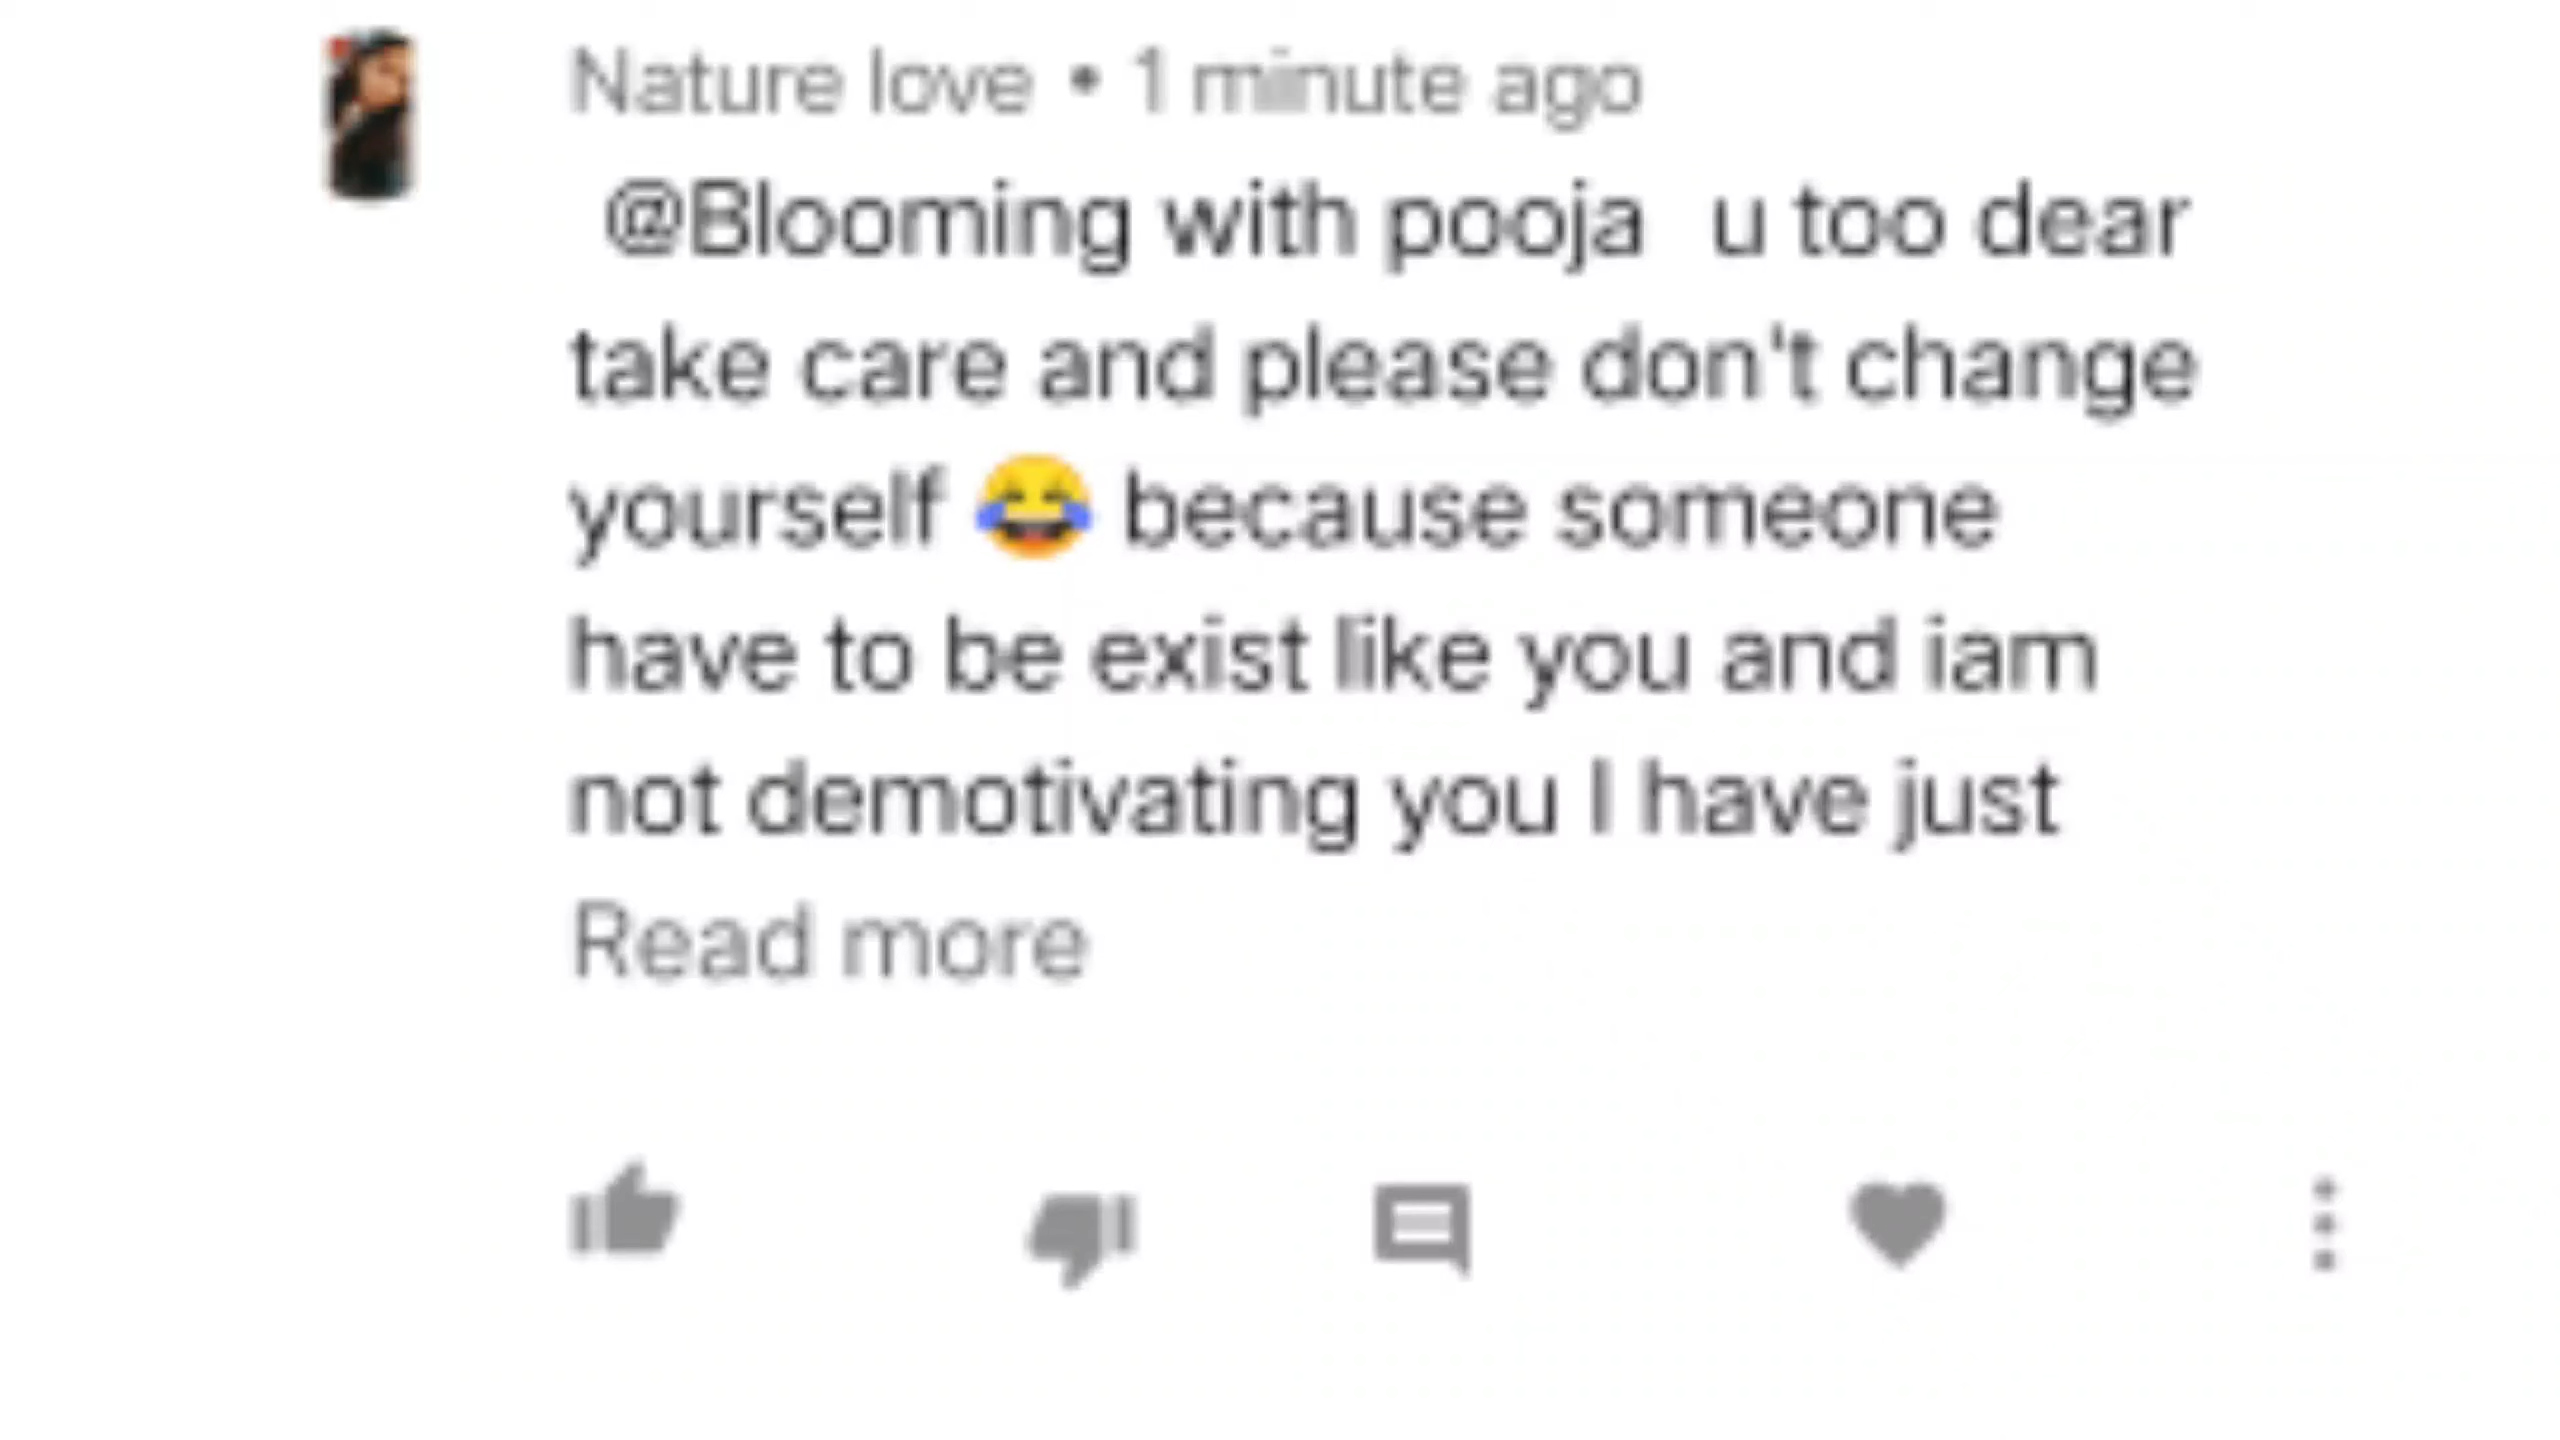 Nature love • 1 minute ago
@Blooming with pooja  u too dear
take care and please don't change
yourself 😂 because someone
have to be exist like you and iam
not demotivating you I have just
Read more